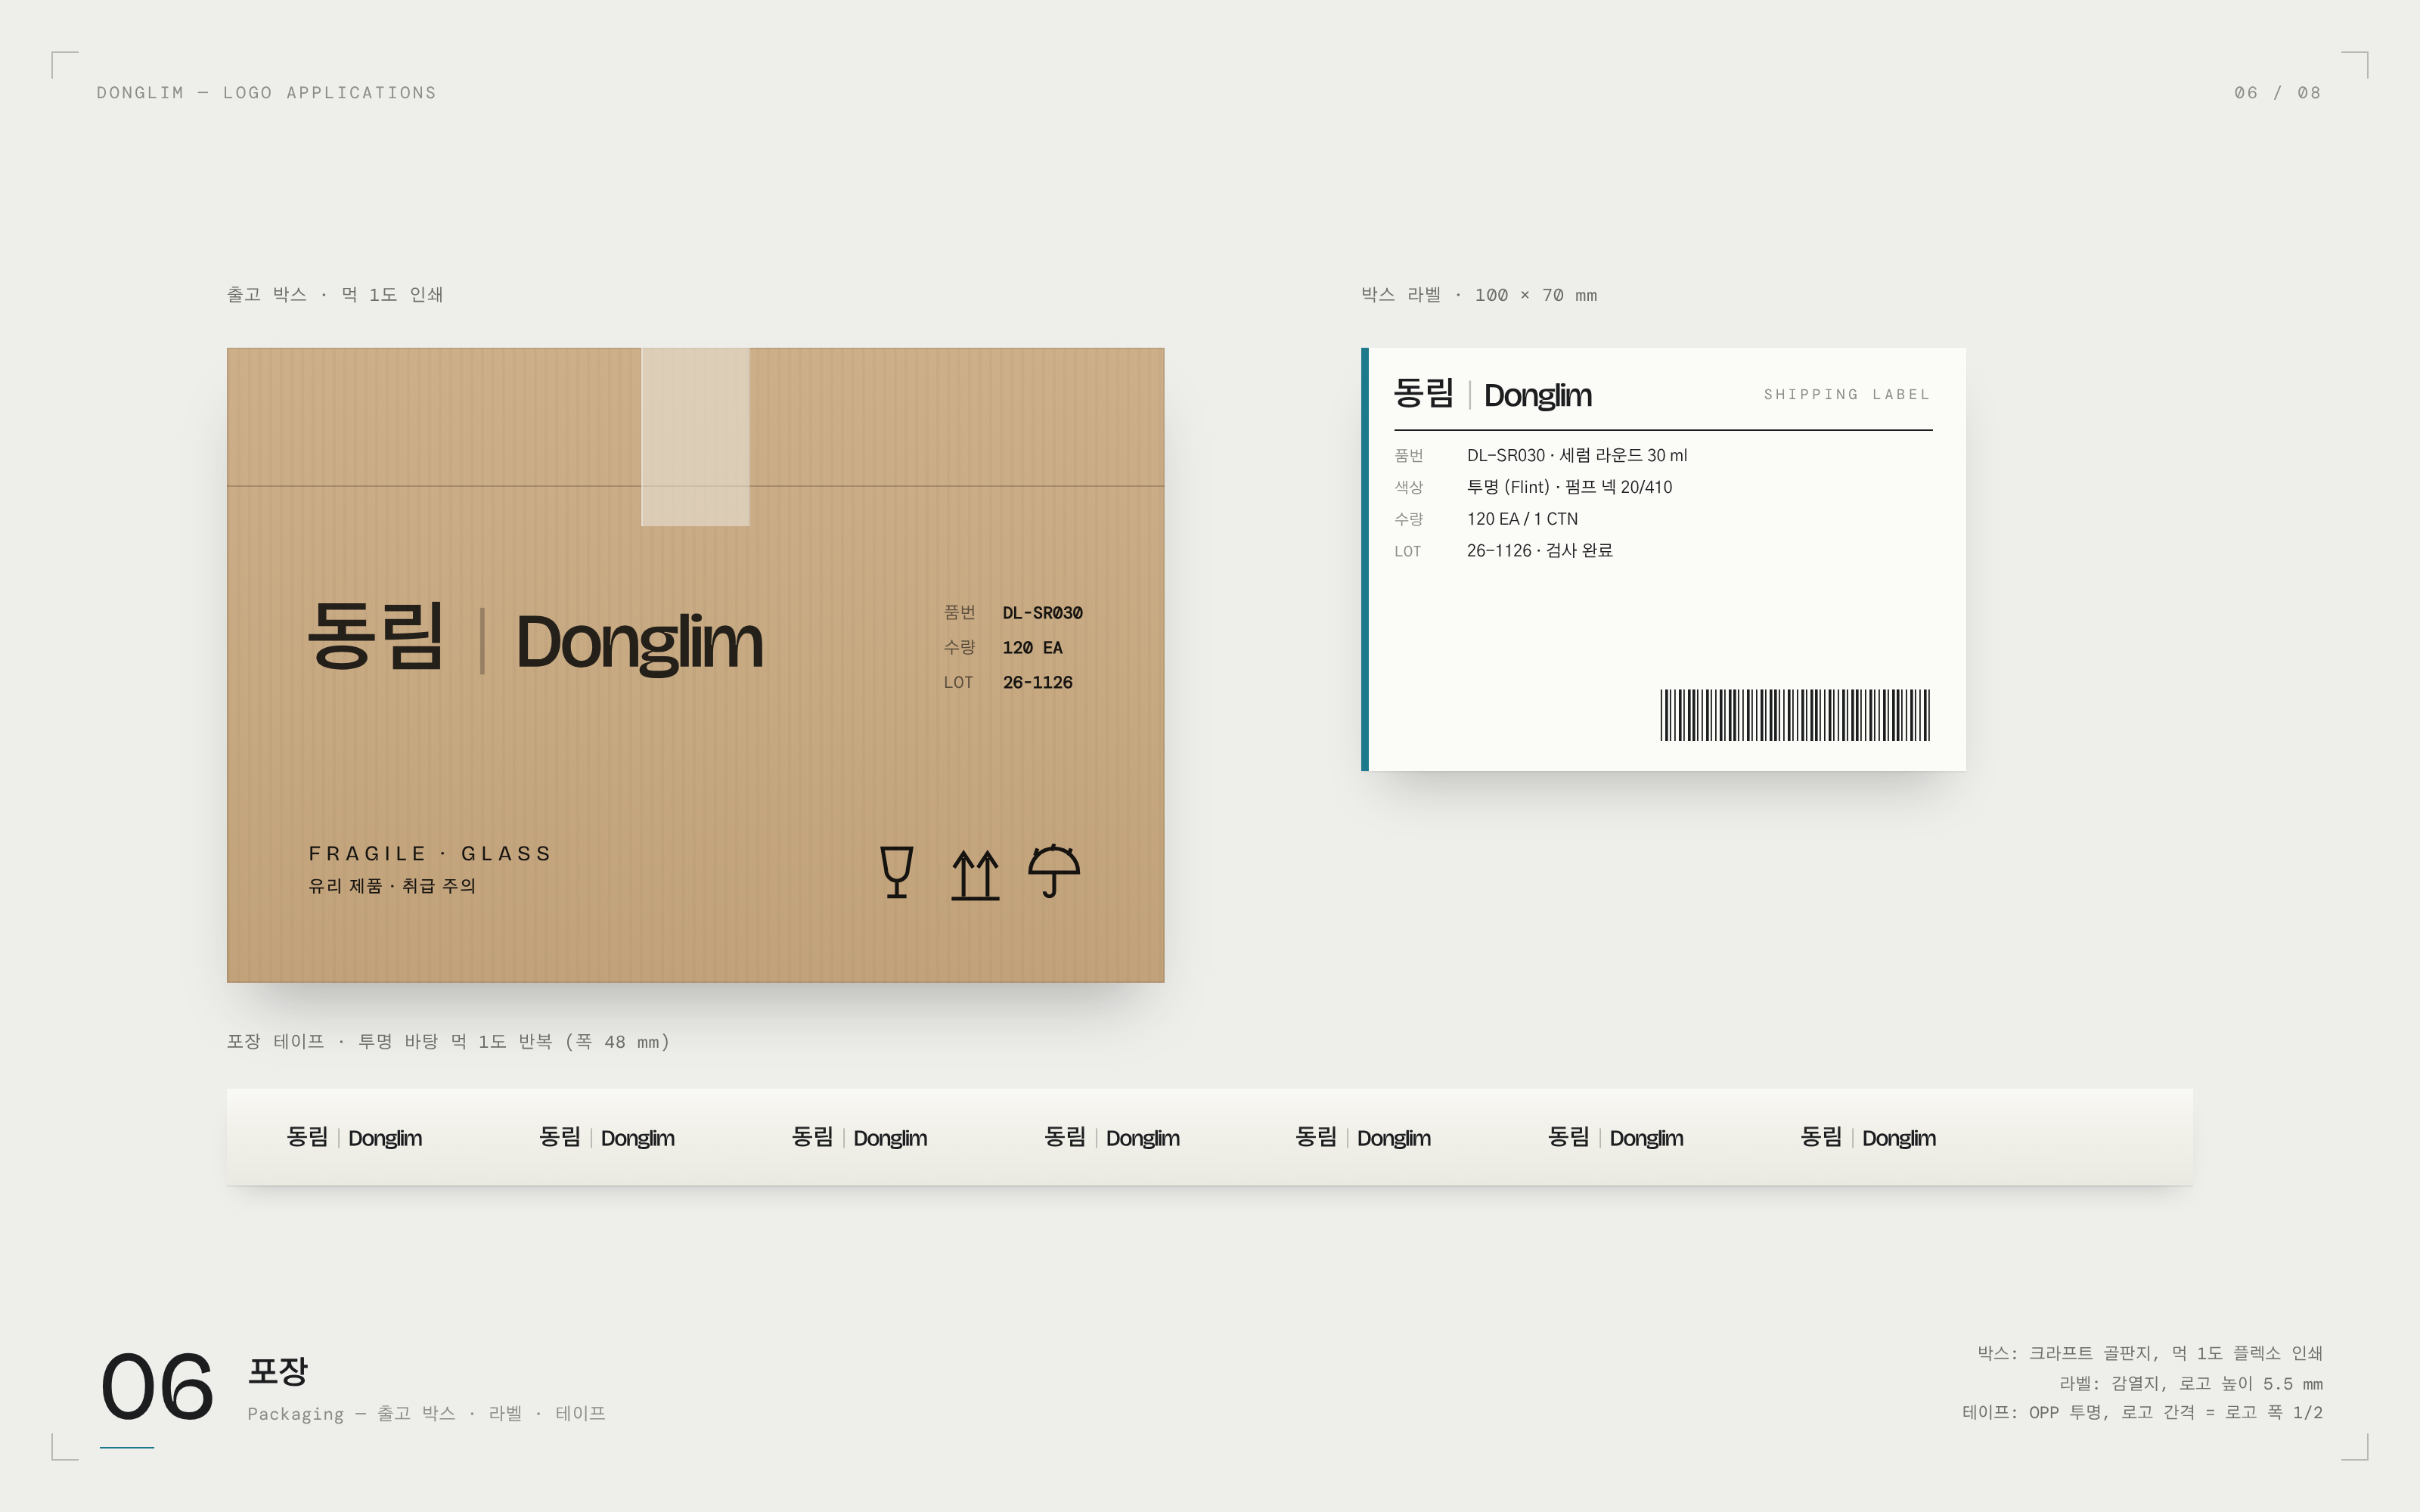 DONGLIM — LOGO APPLICATIONS
06 / 08
출고 박스 · 먹 1도 인쇄
동림 | Donglim
품번 DL-SR030
수량 120 EA
LOT 26-1126
FRAGILE · GLASS
유리 제품 · 취급 주의
박스 라벨 · 100 × 70 mm
동림 | Donglim
SHIPPING LABEL
품번 DL-SR030 · 세럼 라운드 30 ml
색상 투명 (Flint) · 펌프 넥 20/410
수량 120 EA / 1 CTN
LOT 26-1126 · 검사 완료
포장 테이프 · 투명 바탕 먹 1도 반복 (폭 48 mm)
동림 | Donglim 동림 | Donglim 동림 | Donglim 동림 | Donglim 동림 | Donglim 동림 | Donglim 동림 | Donglim
06
포장
Packaging — 출고 박스 · 라벨 · 테이프
박스: 크라프트 골판지, 먹 1도 플렉소 인쇄
라벨: 감열지, 로고 높이 5.5 mm
테이프: OPP 투명, 로고 간격 = 로고 폭 1/2